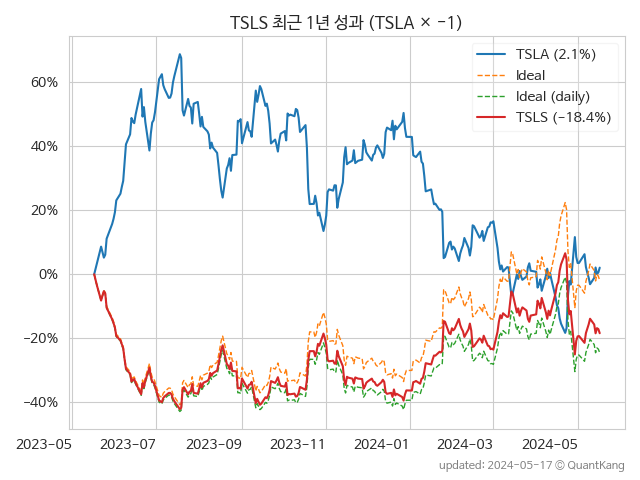 TSLS 최근 1년 성과 (TSLA × −1)
TSLA (2.1%)
Ideal
Ideal (daily)
TSLS (−18.4%)
60%
40%
20%
0%
−20%
−40%
2023−05 2023−07 2023−09 2023−11 2024−01 2024−03 2024−05
updated: 2024−05−17 © QuantKang